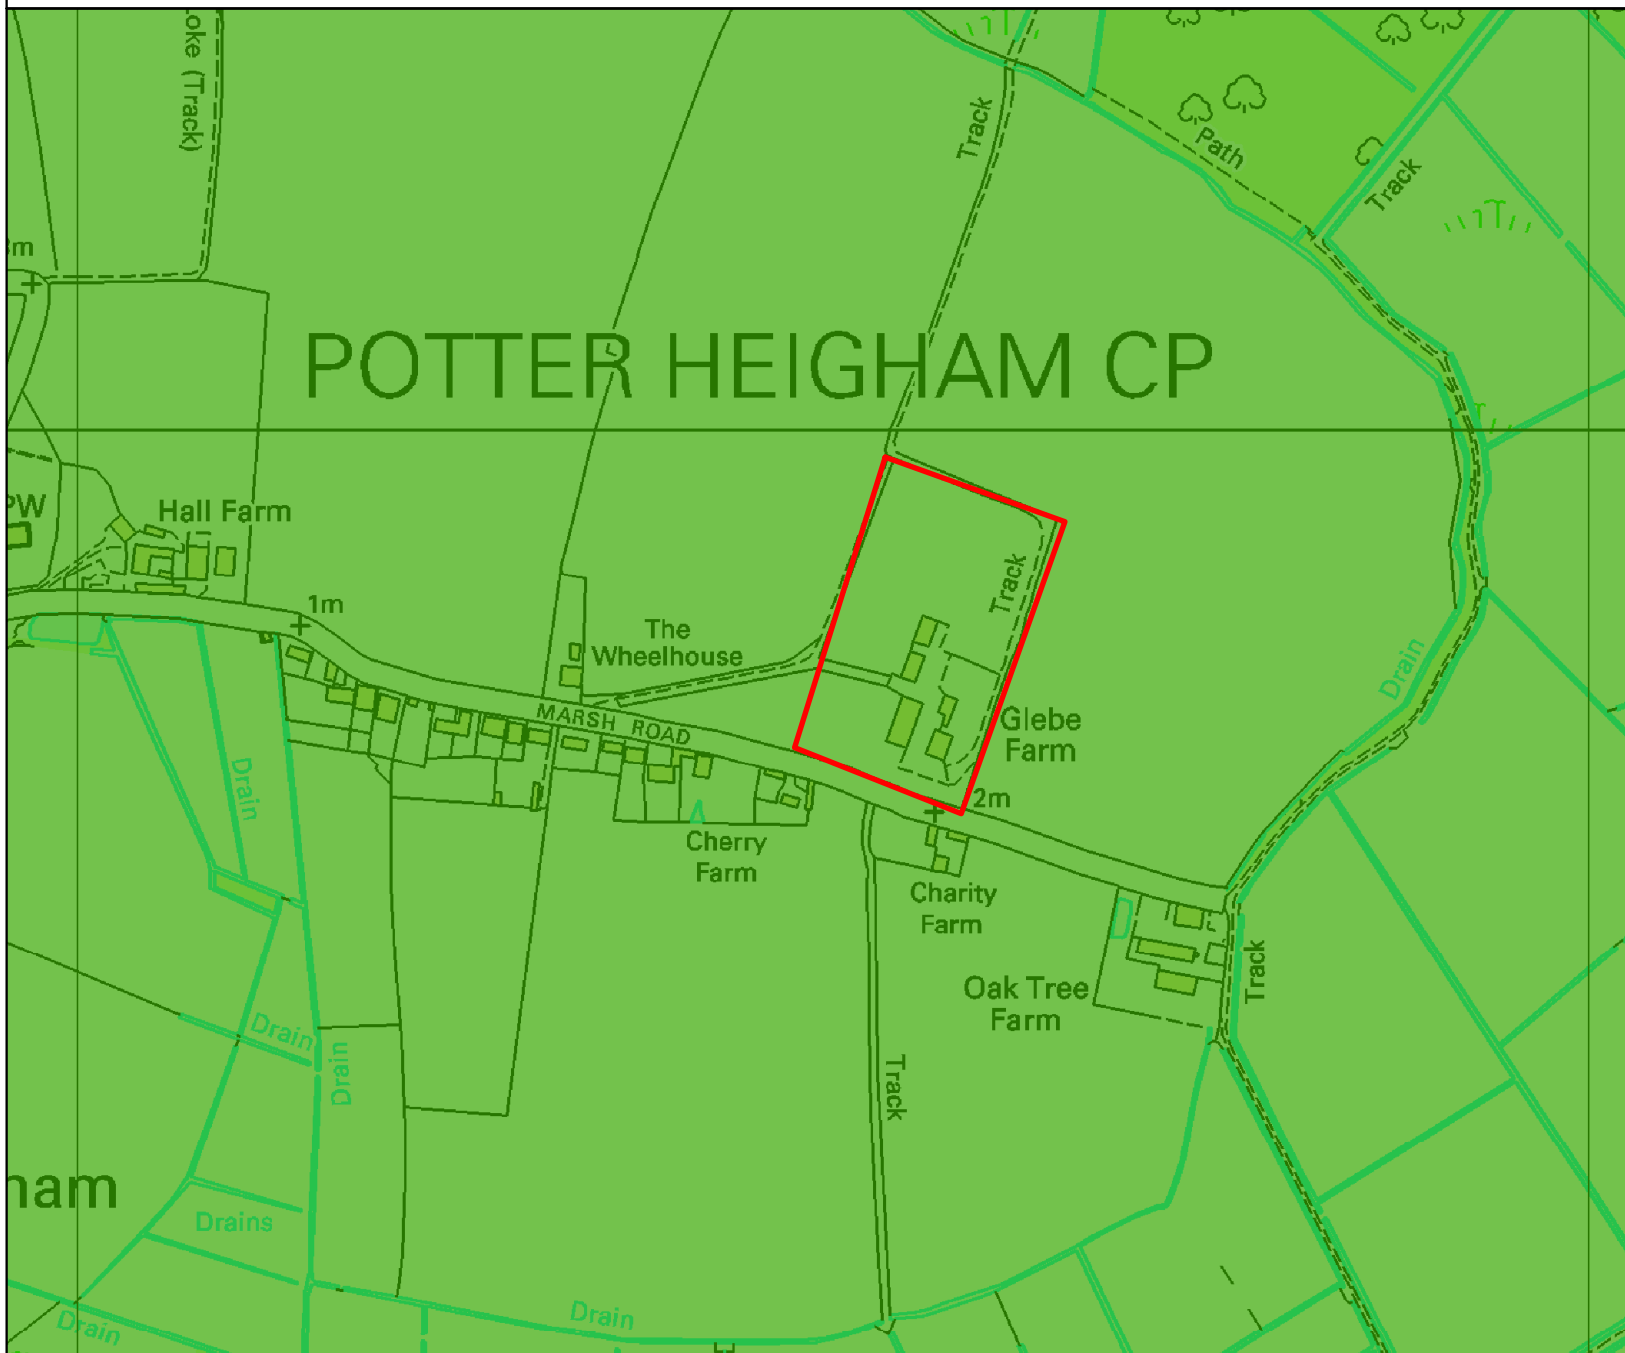 oke (Track)
Track
Path
Track
3m
POTTER HEIGHAM CP
PW
Hall Farm
1m
The
Wheelhouse
Track
MARSH ROAD
Glebe
Farm
Drain
Drain
2m
Cherry
Farm
Charity
Farm
Oak Tree
Farm
Track
Drain
Drain
Track
ham
Drains
Drain
Drain